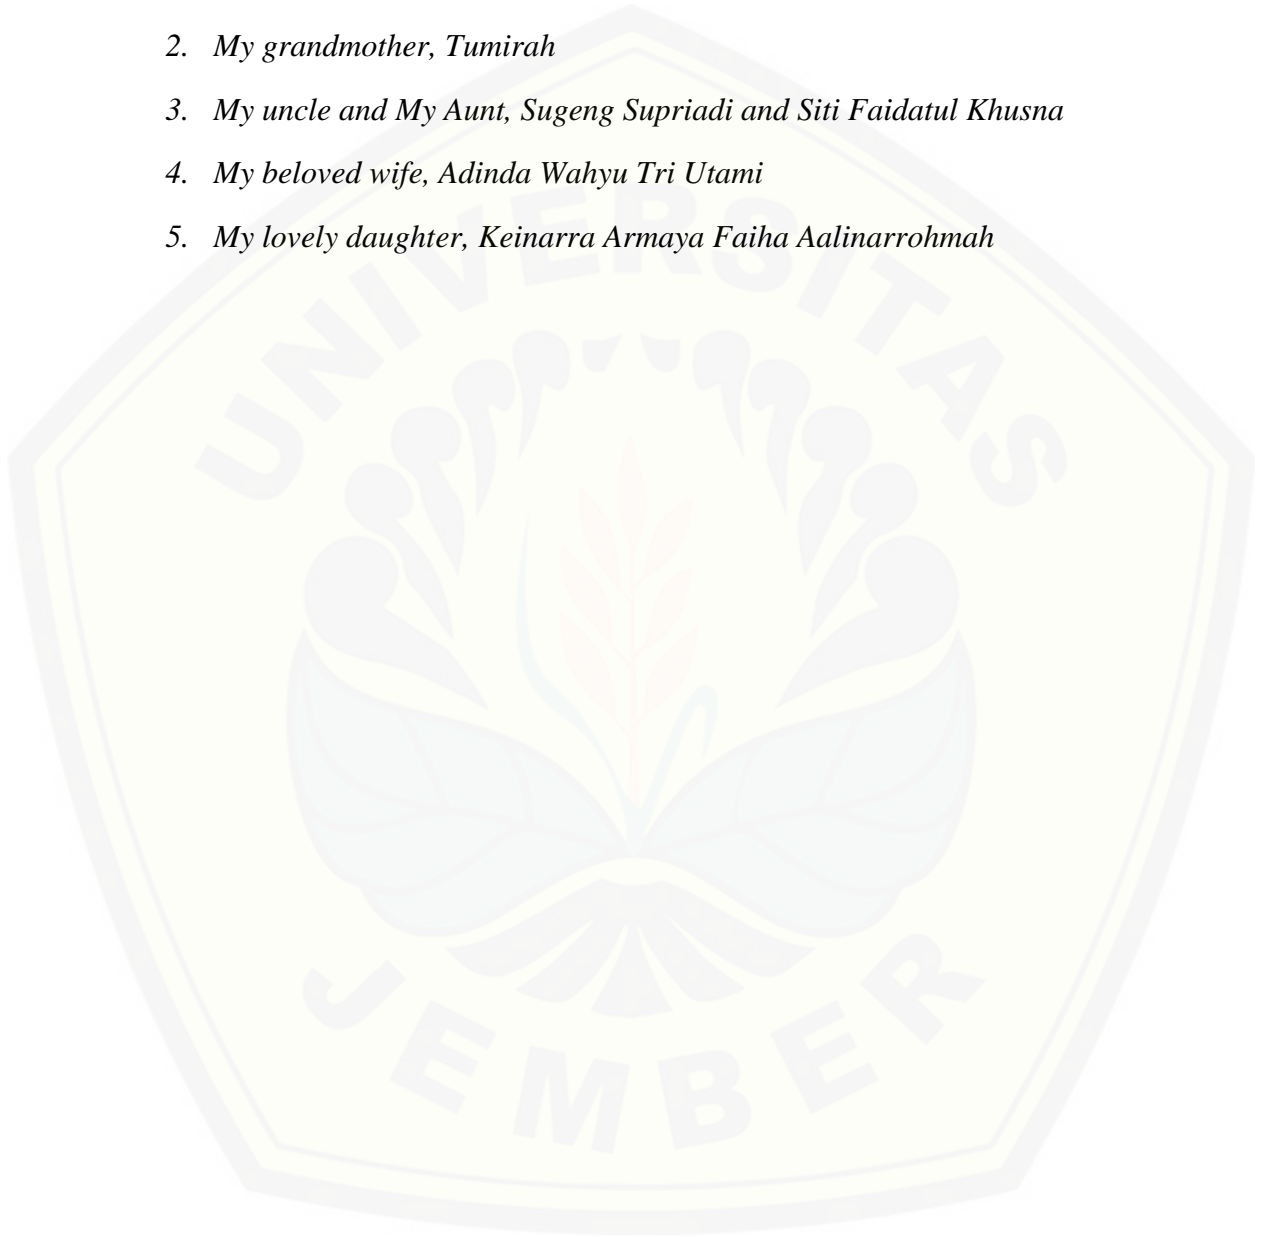 2. My grandmother, Tumirah
3. My uncle and My Aunt, Sugeng Supriadi and Siti Faidatul Khusna
4. My beloved wife, Adinda Wahyu Tri Utami
5. My lovely daughter, Keinarra Armaya Faiha Aalinarrohmah
UNIVERSITAS
JEMBER